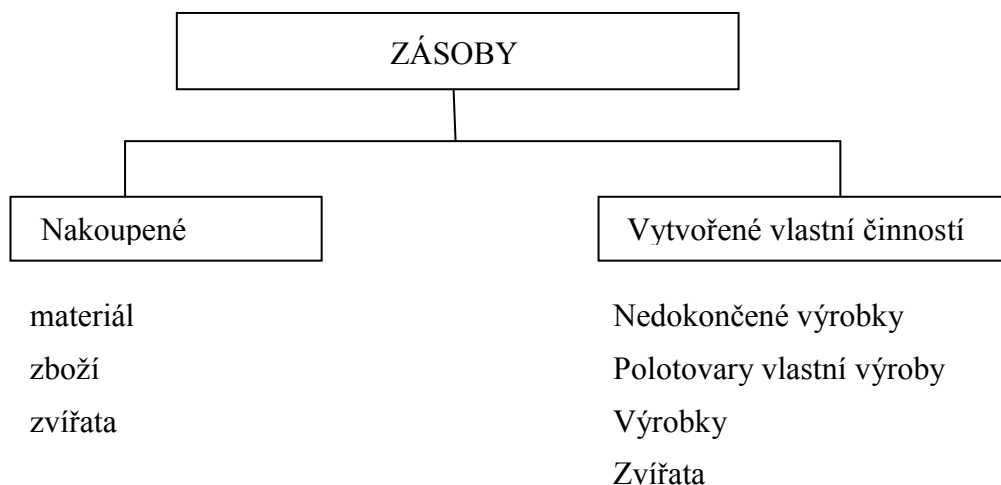 ZÁSOBY
Nakoupené
materiál
zboží
zvířata
Vytvořené vlastní činností
Nedokončené výrobky
Polotovary vlastní výroby
Výrobky
Zvířata